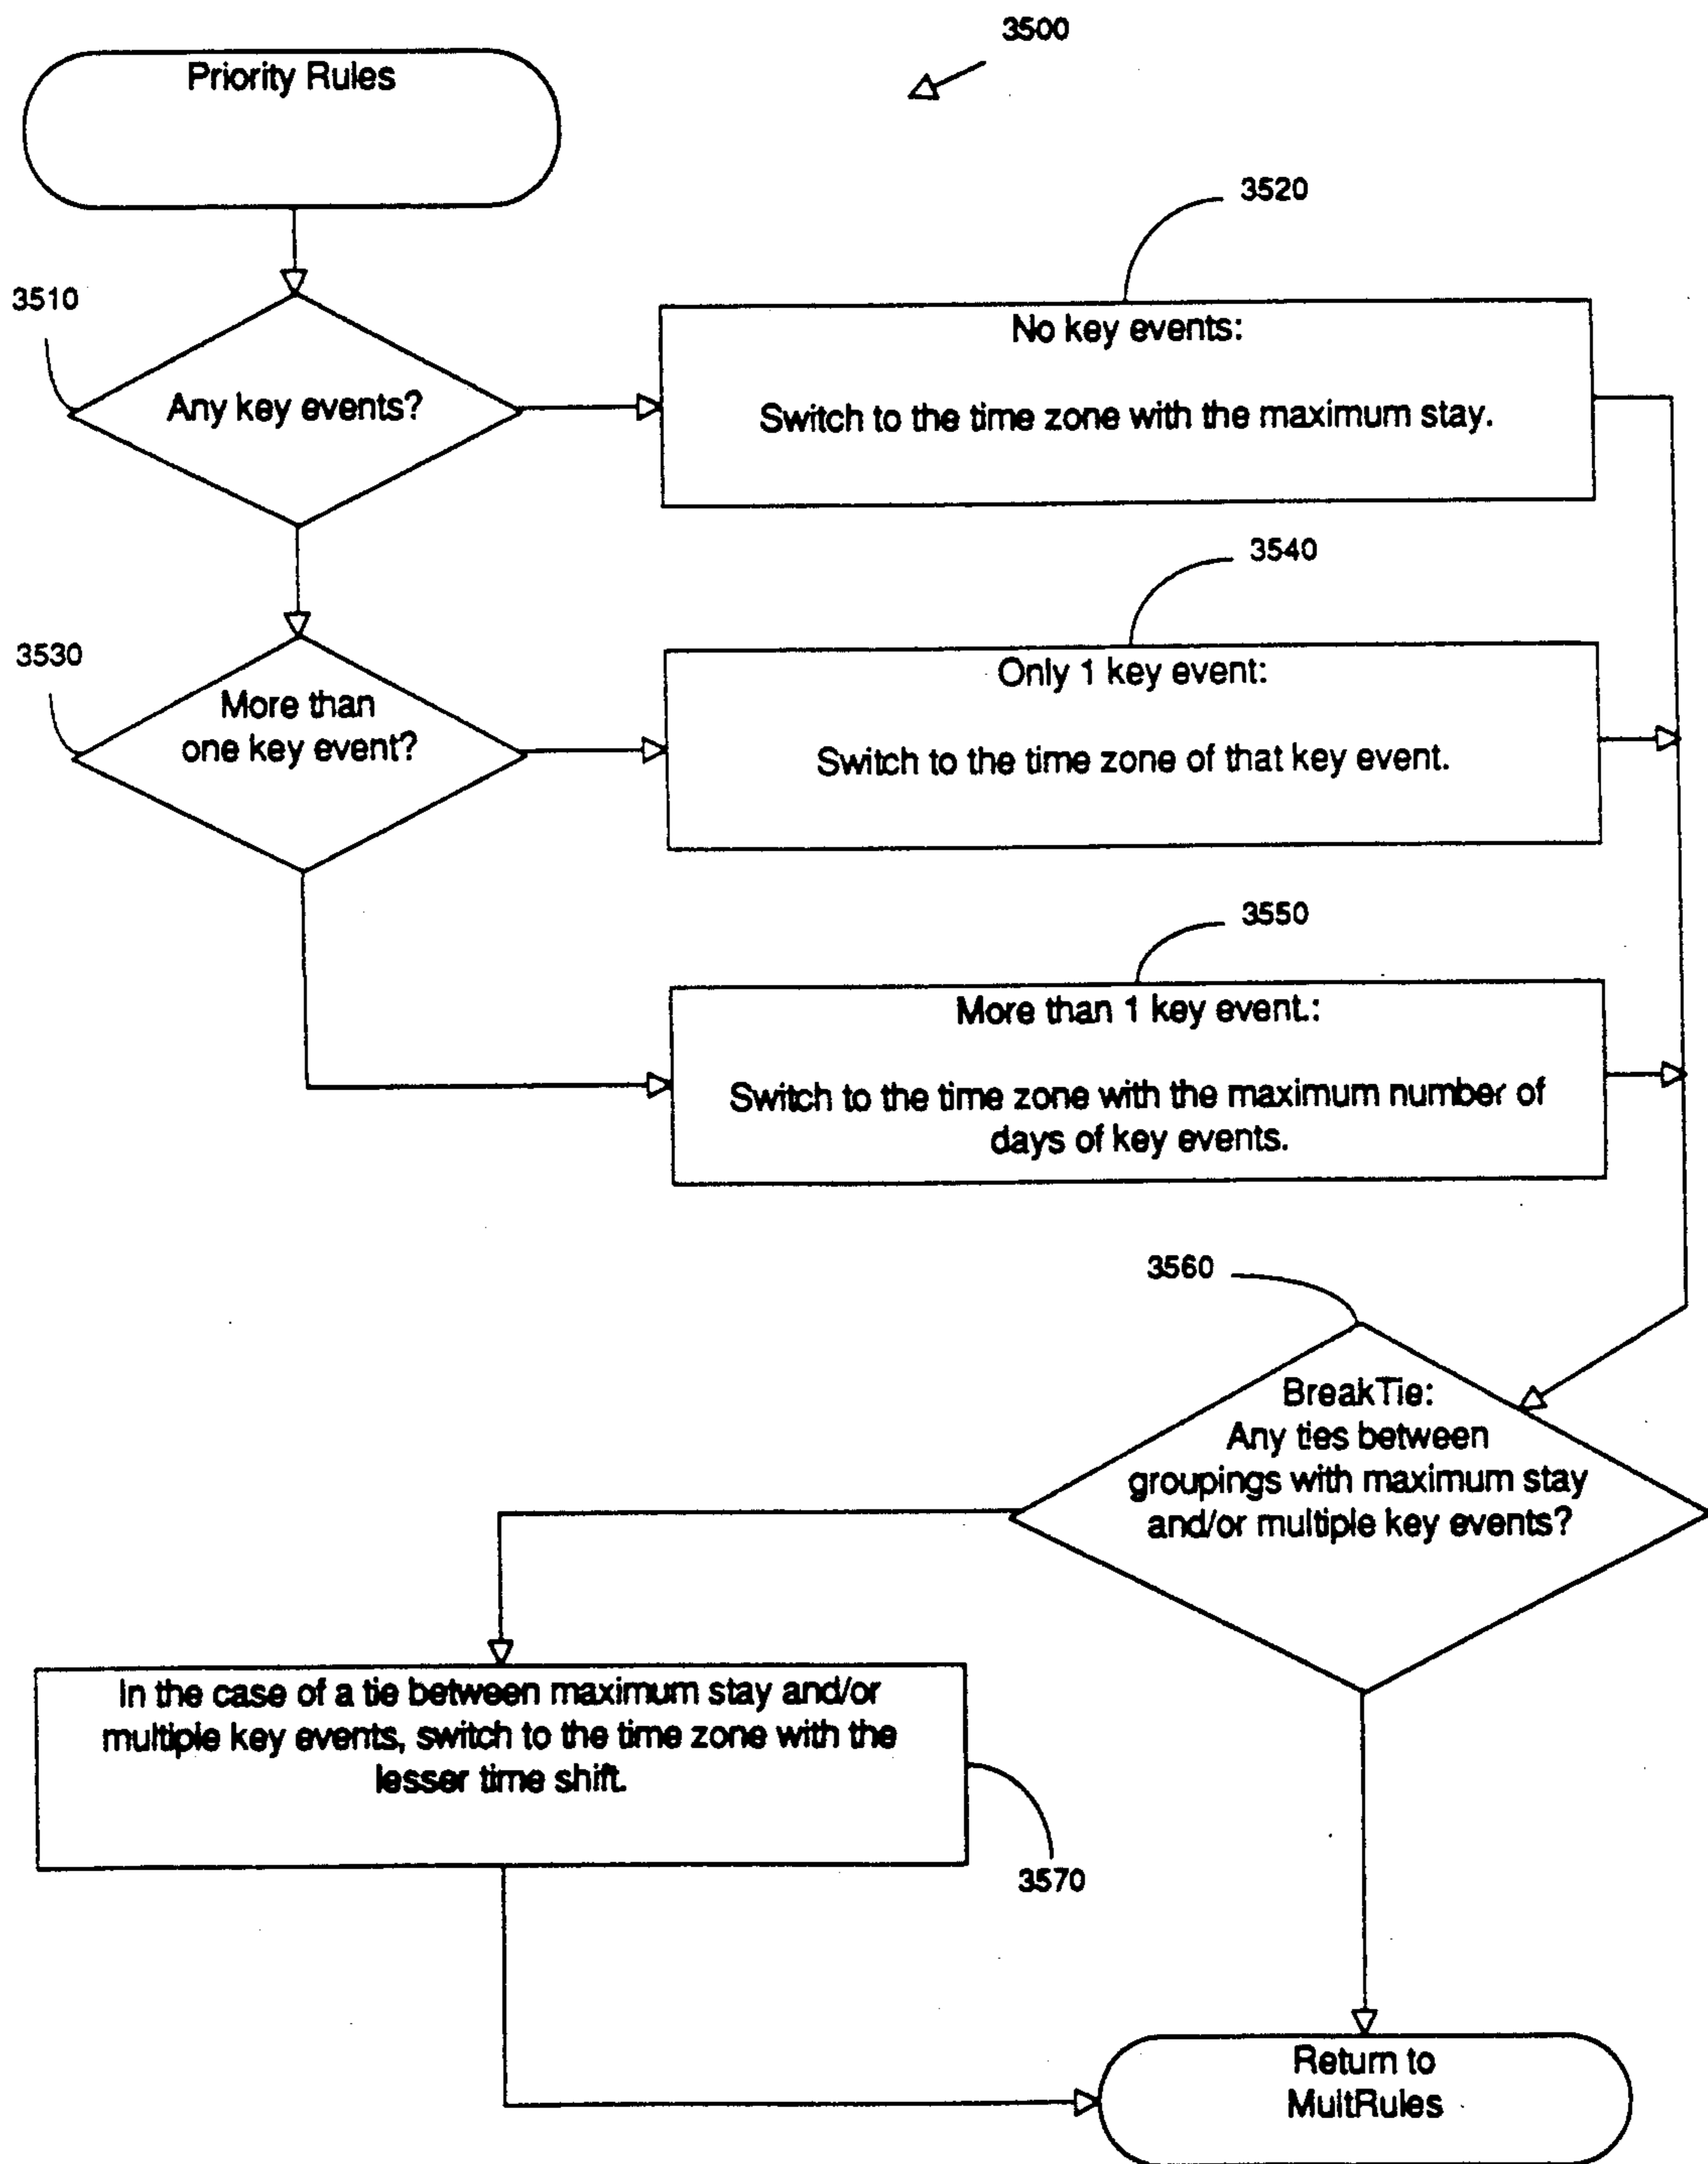 3500
Priority Rules
3520
3510
No key events:
Any key events?
Switch to the time zone with the maximum stay.
3540
3530
Only 1 key event:
More than
one key event?
Switch to the time zone of that key event.
3550
More than 1 key event.:
Switch to the time zone with the maximum number of
days of key events.
3560
BreakTie:
Any ties between
groupings with maximum stay
and/or multiple key events?
In the case of a tie between maximum stay and/or
multiple key events, switch to the time zone with the
lesser time shift.
3570
Return to
MultRules